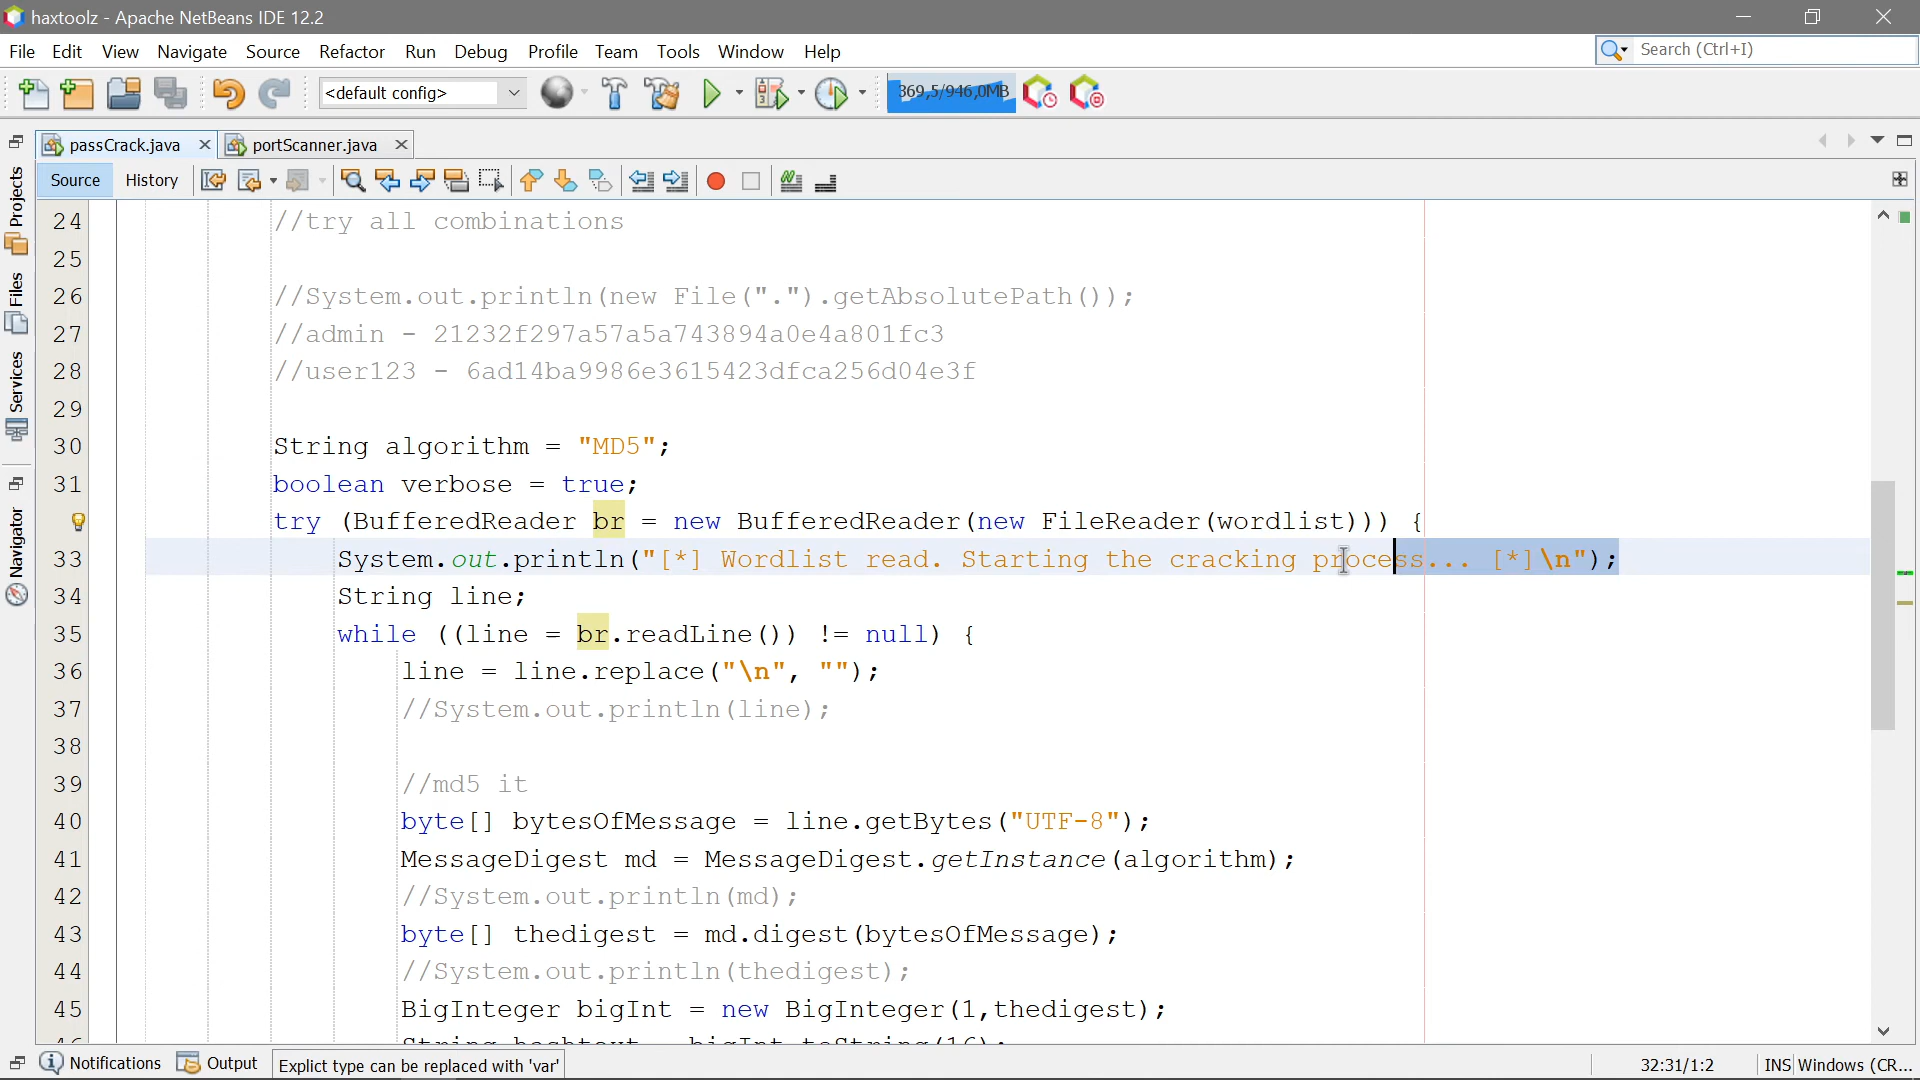 haxtoolz - Apache NetBeans IDE 12.2
File Edit View Navigate Source Refactor Run Debug Profile Team Tools Window Help
Search (Ctrl+I)
<default config>
369,5/946,0MB
passCrack.java
portScanner.java
Source History
Projects
Files
Services
Navigator
24 //try all combinations
25
26 //System.out.println(new File(".").getAbsolutePath());
27 //admin - 21232f297a57a5a743894a0e4a801fc3
28 //user123 - 6ad14ba9986e3615423dfca256d04e3f
29
30 String algorithm = "MD5";
31 boolean verbose = true;
try (BufferedReader br = new BufferedReader(new FileReader(wordlist))) {
33 System.out.println("[*] Wordlist read. Starting the cracking process... [*]\n");
34 String line;
35 while ((line = br.readLine()) != null) {
36 line = line.replace("\n", "");
37 //System.out.println(line);
38
39 //md5 it
40 byte[] bytesOfMessage = line.getBytes("UTF-8");
41 MessageDigest md = MessageDigest.getInstance(algorithm);
42 //System.out.println(md);
43 byte[] thedigest = md.digest(bytesOfMessage);
44 //System.out.println(thedigest);
45 BigInteger bigInt = new BigInteger(1,thedigest);
Notifications Output Explict type can be replaced with 'var' 32:31/1:2 INS Windows (CR...